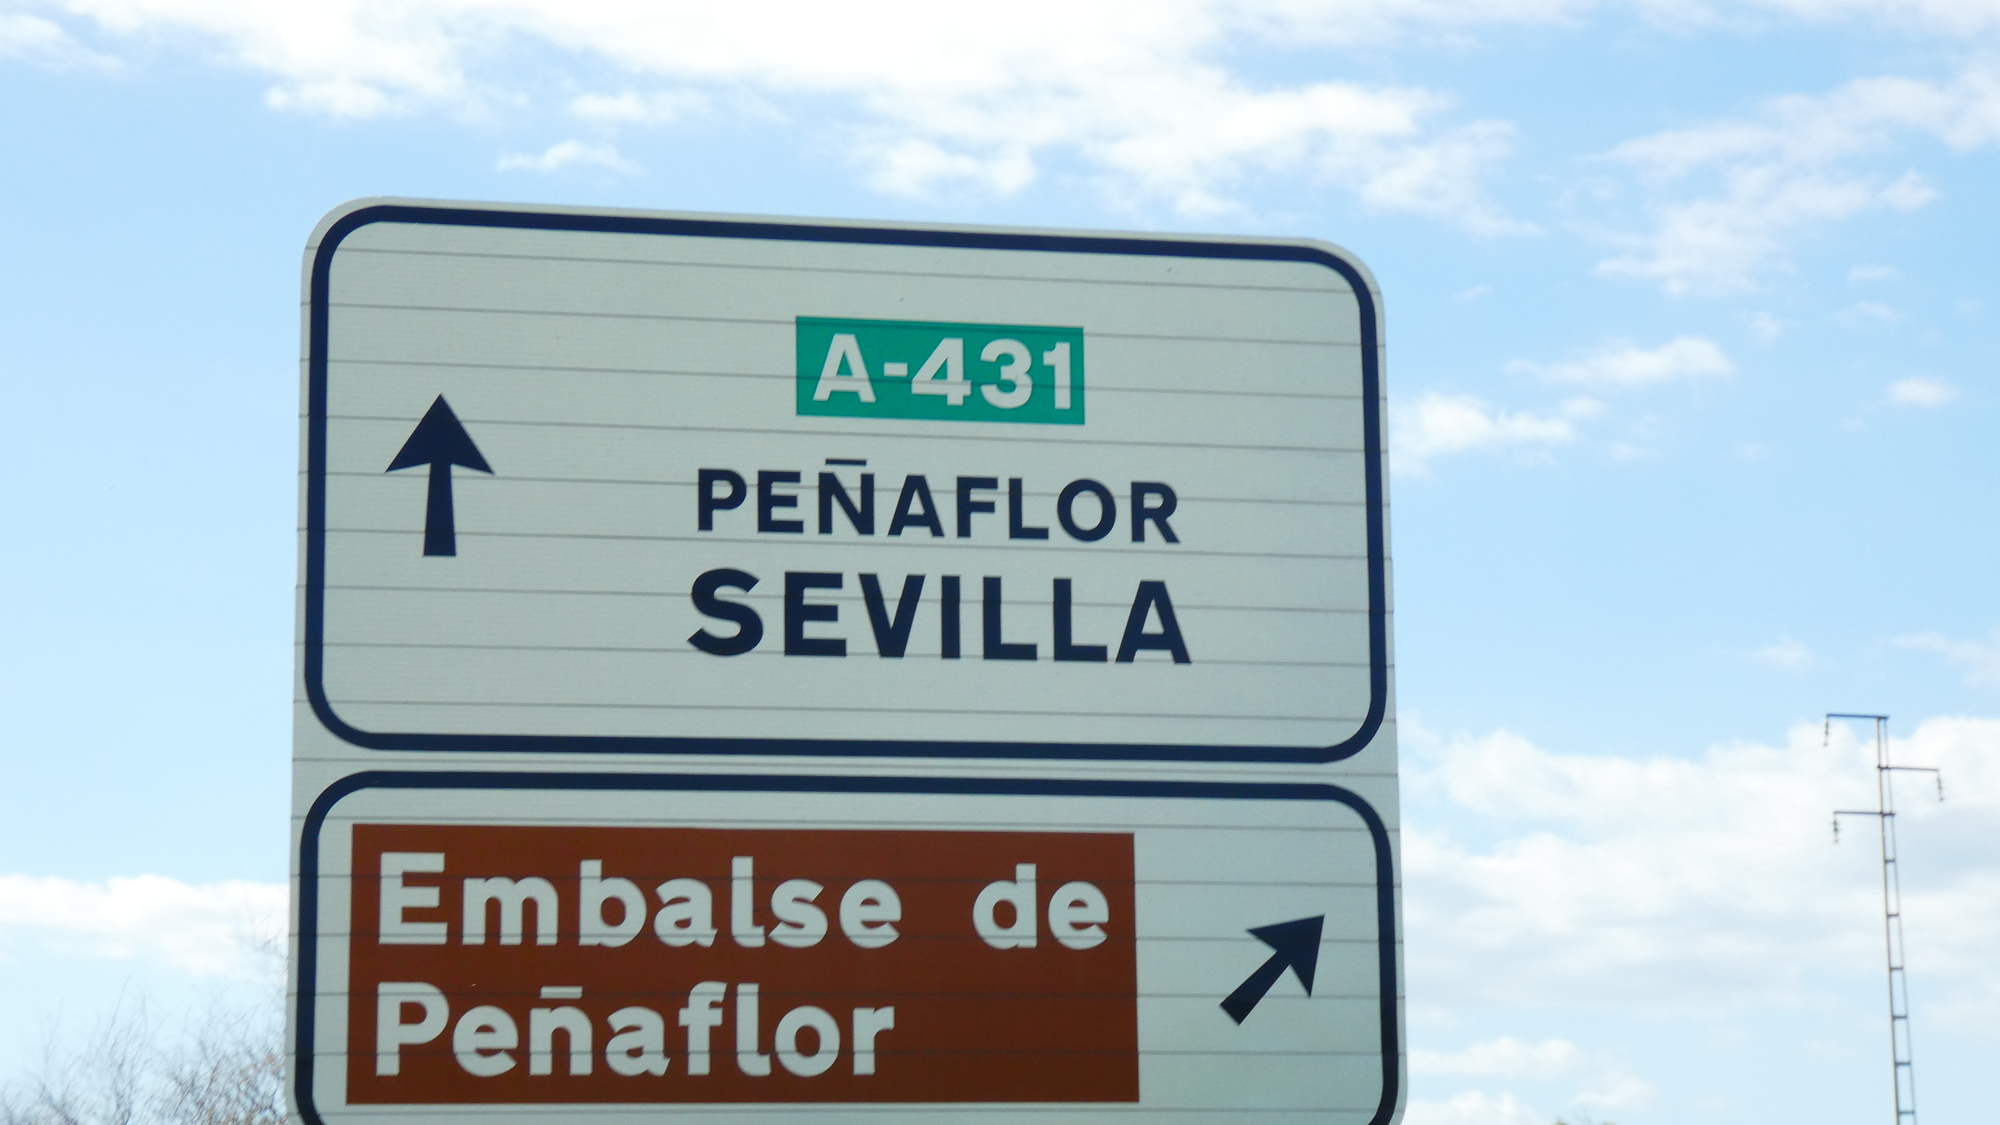 A-431
PEÑAFLOR
SEVILLA
Embalse de
Peñaflor